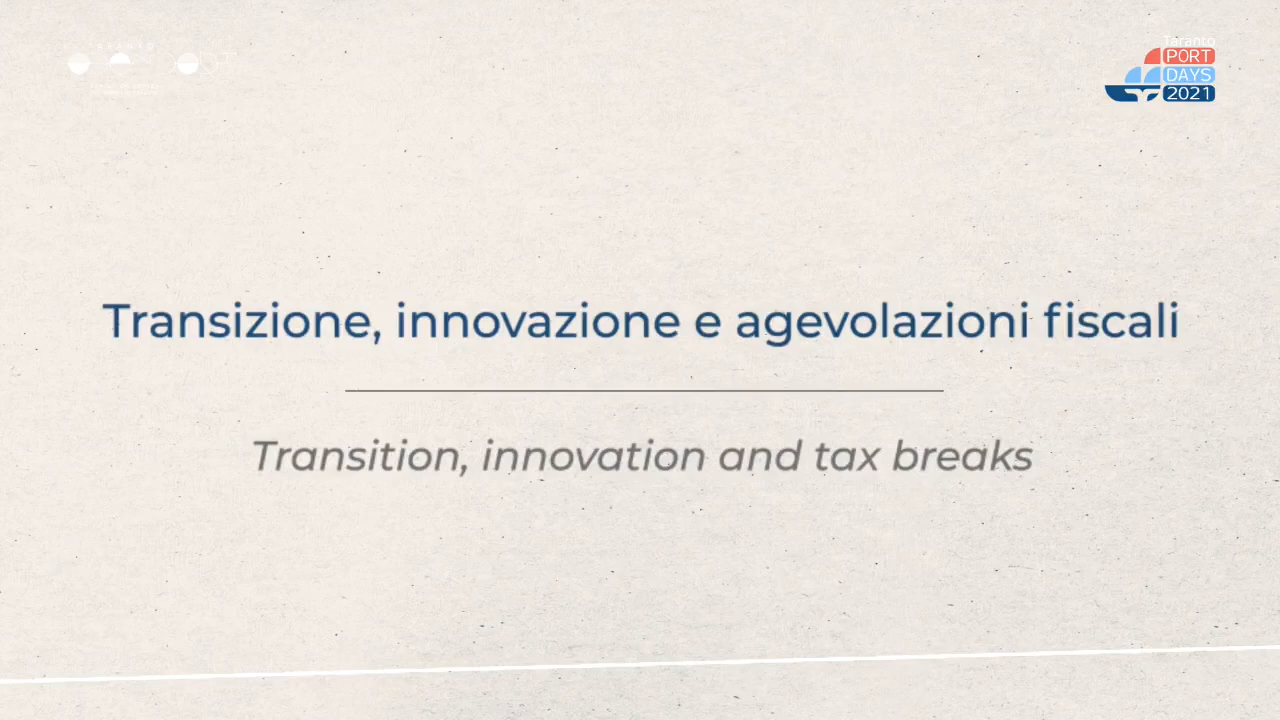 Taranto
PORT
DAYS
2021
Transizione, innovazione e agevolazioni fiscali
Transition, innovation and tax breaks